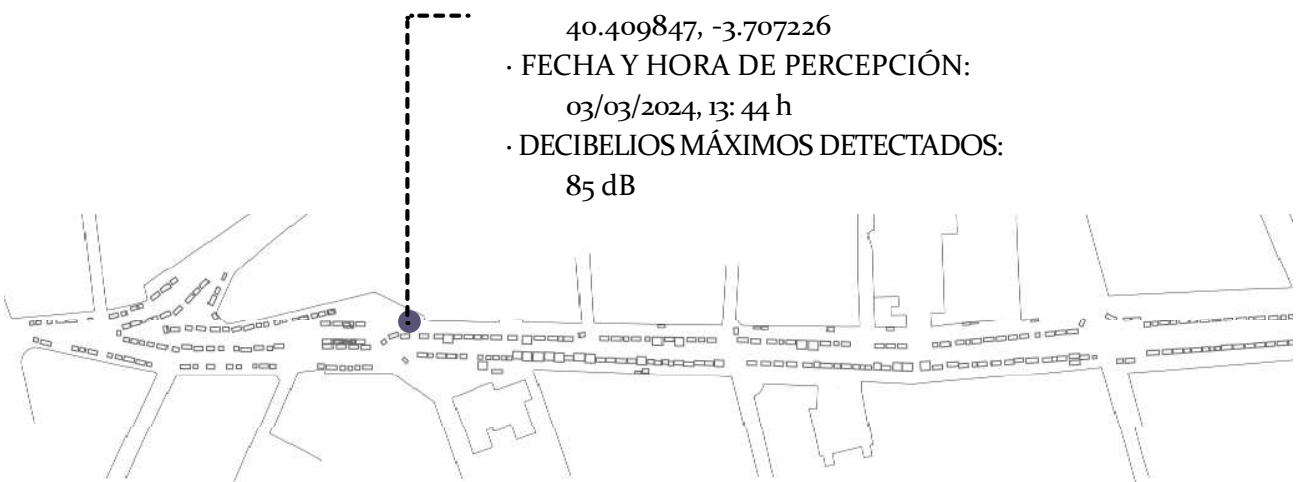 40.409847, -3.707226
· FECHA Y HORA DE PERCEPCIÓN:
03/03/2024, 13: 44 h
· DECIBELIOS MÁXIMOS DETECTADOS:
85 dB